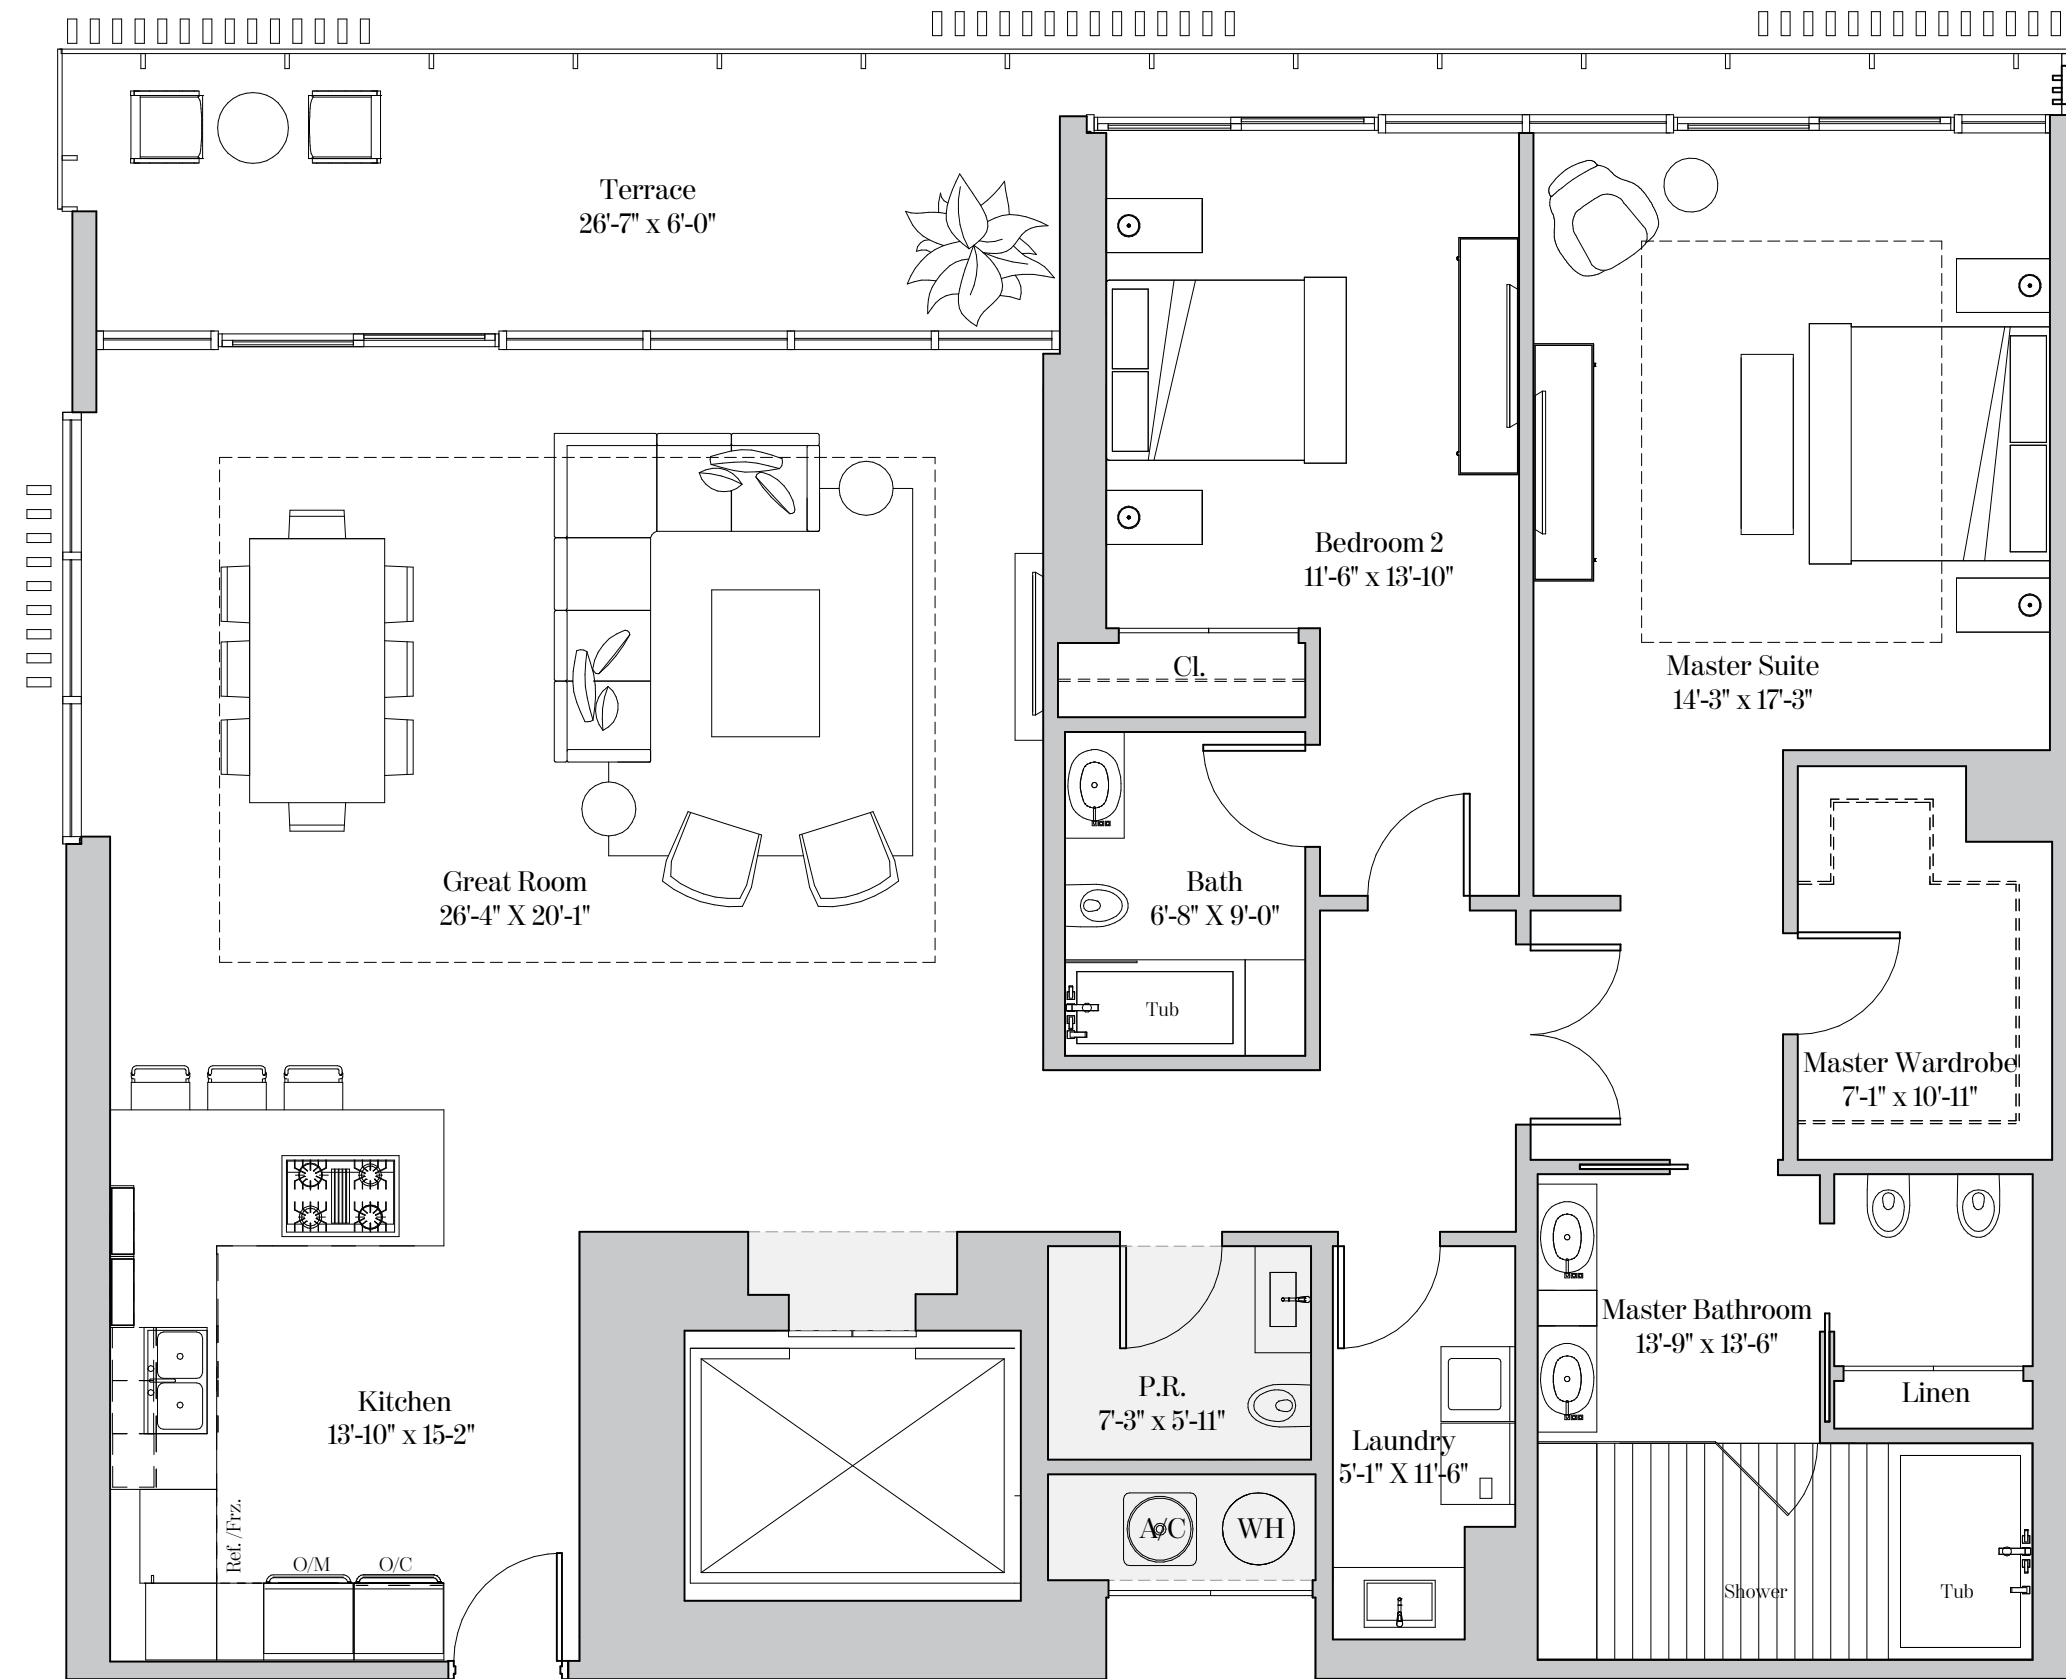 Terrace
26'-7" x 6'-0"
Bedroom 2
11'-6" x 13'-10"
Master Suite
14'-3" x 17'-3"
Cl.
Great Room
26'-4" X 20'-1"
Bath
6'-8" X 9'-0"
Tub
Master Wardrobe
7'-1" x 10'-11"
Master Bathroom
13'-9" x 13'-6"
Linen
Kitchen
13'-10" x 15-2"
P.R.
7'-3" x 5'-11"
Laundry
5'-1" X 11'-6"
A/C
WH
Ref./Frz.
O/M
O/C
Shower
Tub